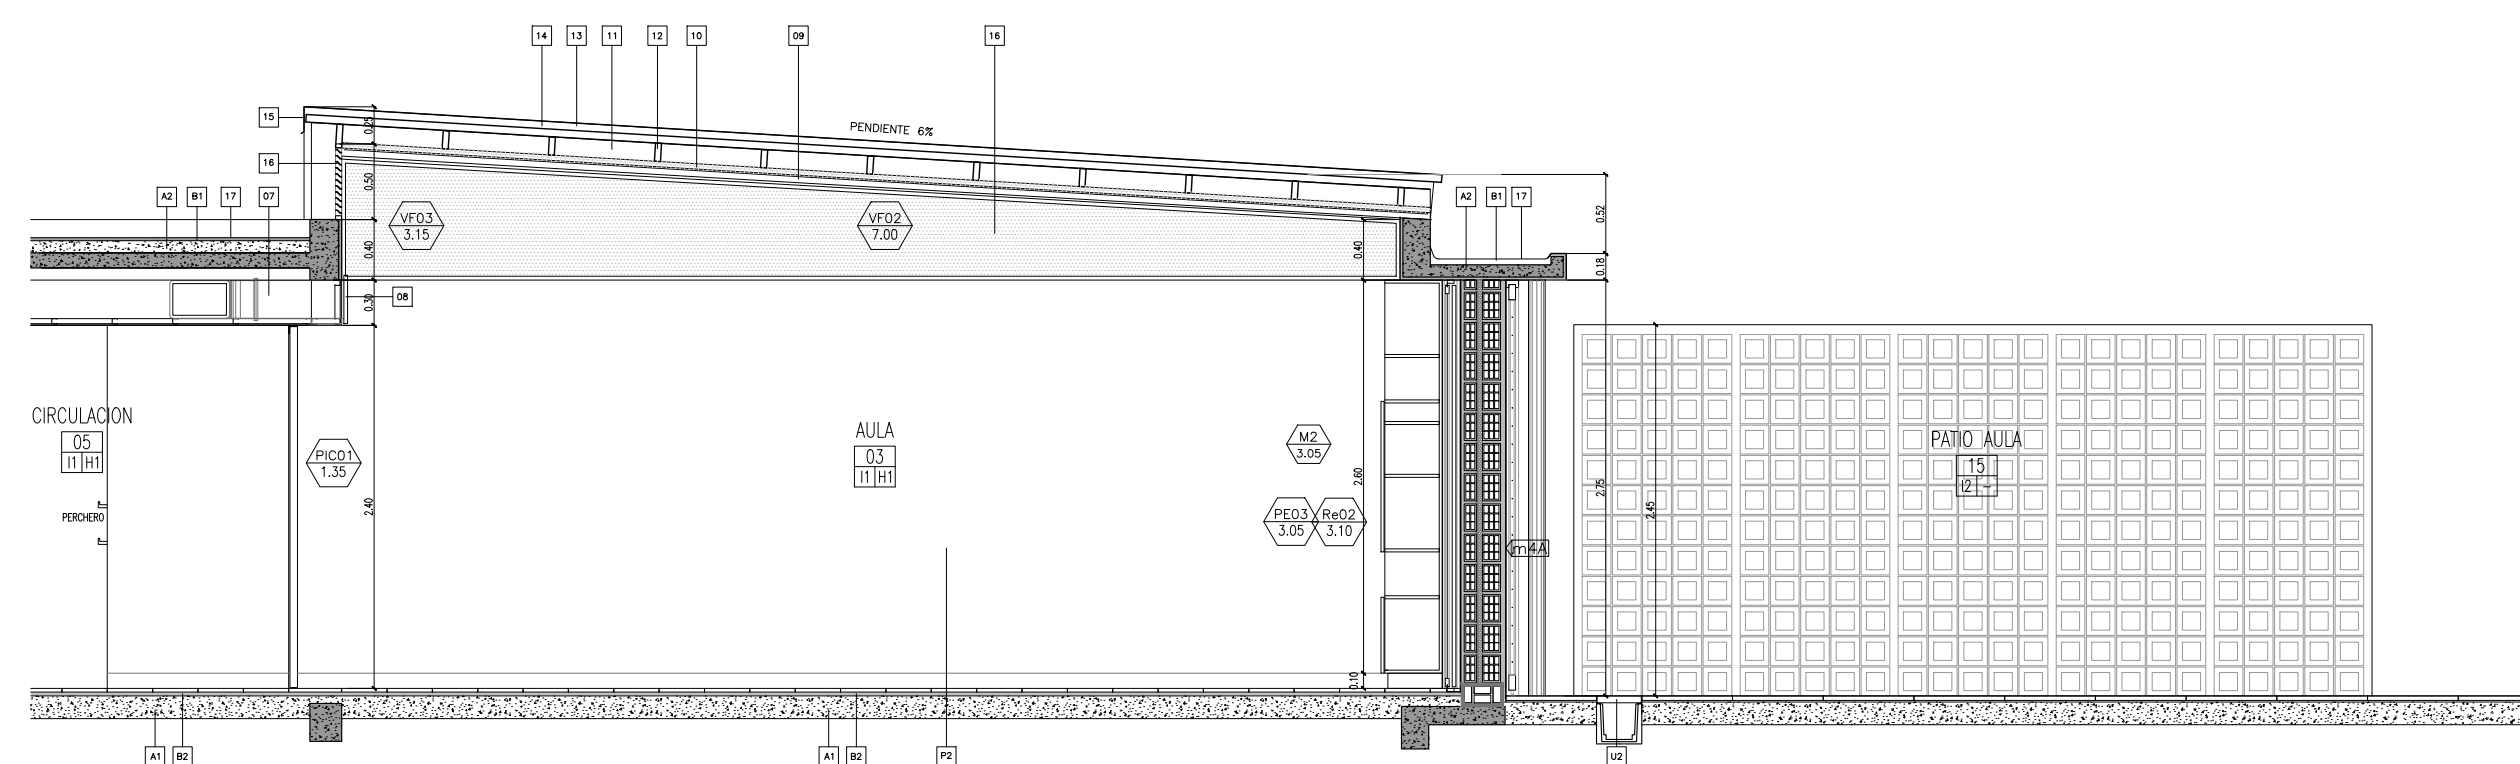 14
13
11
12
10
09
16
15
0.25
PENDIENTE 6%
16
0.50
A2
B1
17
07
A2
B1
17
VF03
3.15
VF02
7.00
0.52
0.40
0.40
0.18
08
0.30
CIRCULACION
05
I1 H1
AULA
03
I1 H1
M2
3.05
PATIO AULA
15
I2 -
PIC01
1.35
2.60
2.75
2.45
2.40
PERCHERO
PE03
3.05
Re02
3.10
m4A
0.10
A1
B2
A1
B2
P2
U2